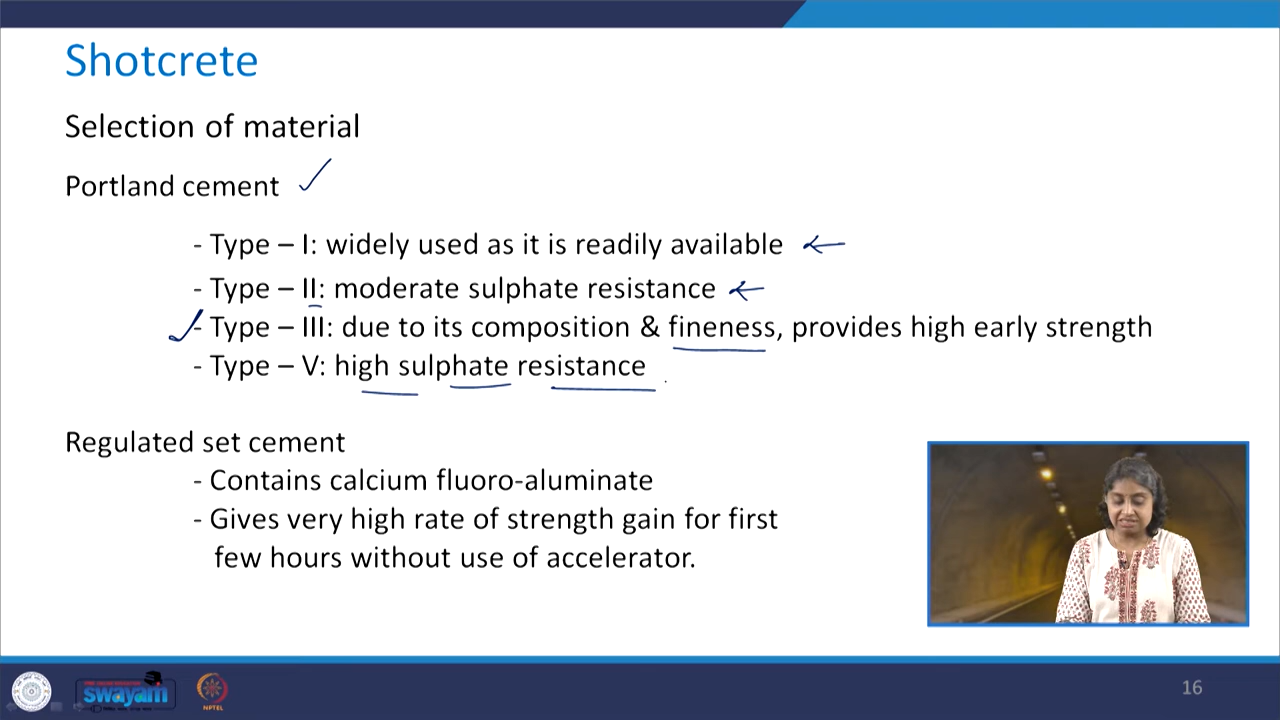 Shotcrete
Selection of material
Portland cement
- Type – I: widely used as it is readily available
- Type – II: moderate sulphate resistance
- Type – III: due to its composition & fineness, provides high early strength
- Type – V: high sulphate resistance
Regulated set cement
- Contains calcium fluoro-aluminate
- Gives very high rate of strength gain for first
few hours without use of accelerator.
swayam
NPTEL
16